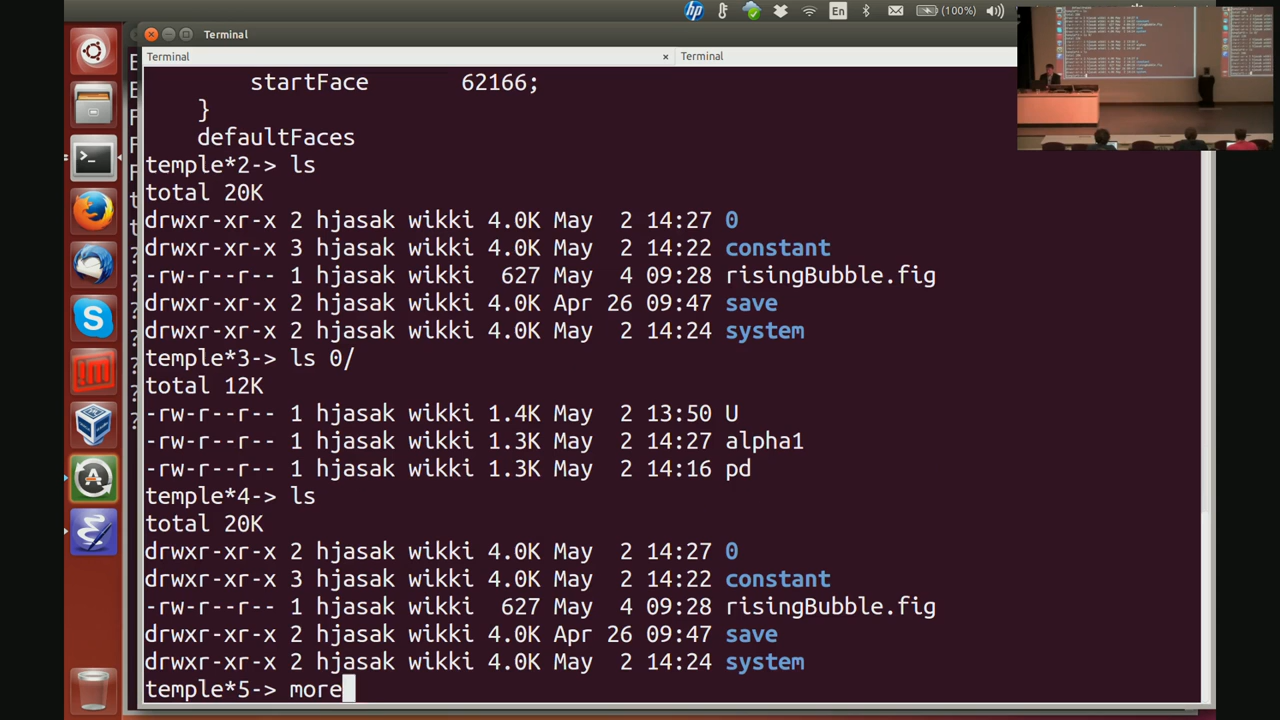 (100%)
En
Terminal
Terminal
Terminal
startFace 62166;
}
defaultFaces
temple*2-> ls
total 20K
drwxr-xr-x 2 hjasak wikki 4.0K May 2 14:27 0
drwxr-xr-x 3 hjasak wikki 4.0K May 2 14:22 constant
-rw-r--r-- 1 hjasak wikki 627 May 4 09:28 risingBubble.fig
drwxr-xr-x 2 hjasak wikki 4.0K Apr 26 09:47 save
drwxr-xr-x 2 hjasak wikki 4.0K May 2 14:24 system
temple*3-> ls 0/
total 12K
-rw-r--r-- 1 hjasak wikki 1.4K May 2 13:50 U
-rw-r--r-- 1 hjasak wikki 1.3K May 2 14:27 alpha1
-rw-r--r-- 1 hjasak wikki 1.3K May 2 14:16 pd
temple*4-> ls
total 20K
drwxr-xr-x 2 hjasak wikki 4.0K May 2 14:27 0
drwxr-xr-x 3 hjasak wikki 4.0K May 2 14:22 constant
-rw-r--r-- 1 hjasak wikki 627 May 4 09:28 risingBubble.fig
drwxr-xr-x 2 hjasak wikki 4.0K Apr 26 09:47 save
drwxr-xr-x 2 hjasak wikki 4.0K May 2 14:24 system
temple*5-> more